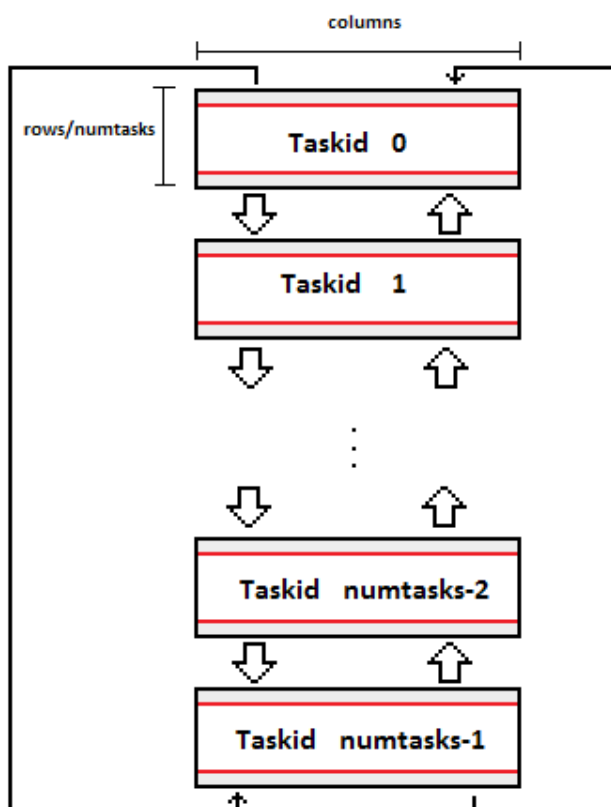 columns
rows/numtasks
Taskid 0
Taskid 1
Taskid numtasks-2
Taskid numtasks-1